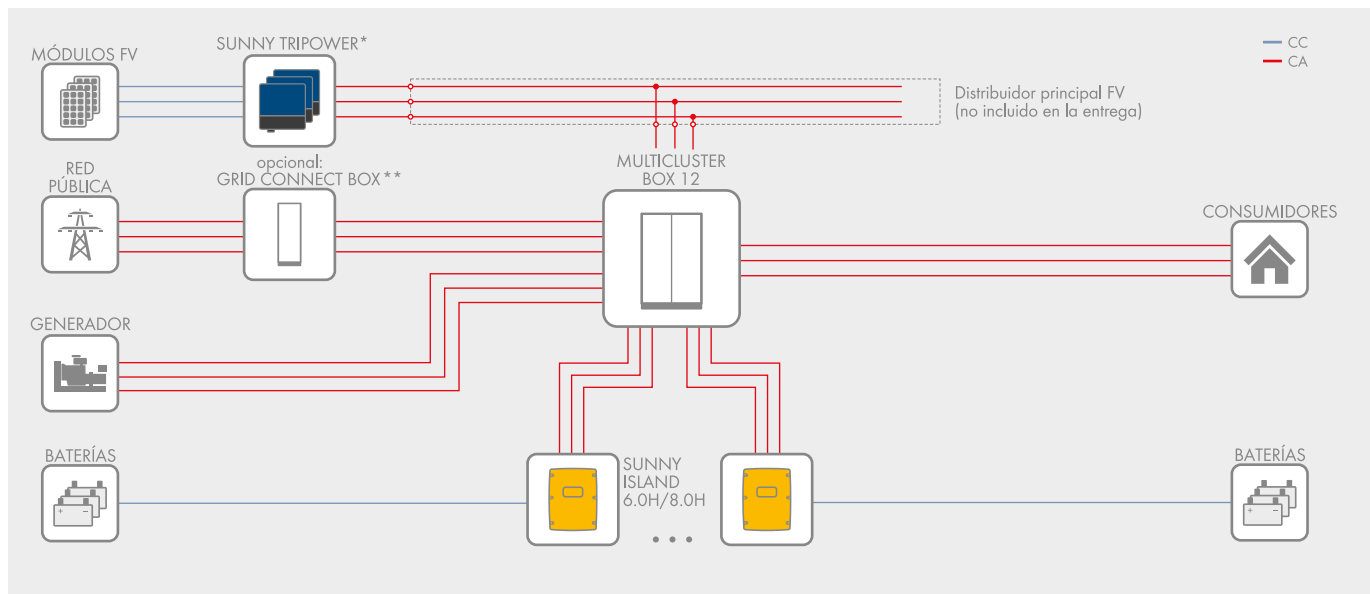 MÓDULOS FV
SUNNY TRIPOWER*
CC
CA
Distribuidor principal FV
(no incluido en la entrega)
RED
PÚBLICA
opcional:
GRID CONNECT BOX**
MULTICLUSTER
BOX 12
CONSUMIDORES
GENERADOR
BATERÍAS
SUNNY
ISLAND
6.0H/8.0H
BATERÍAS